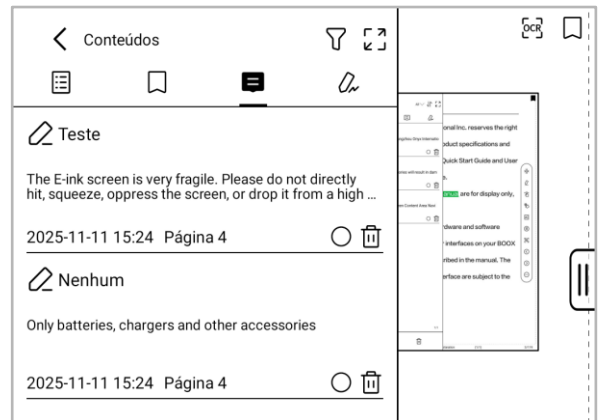 Conteúdos
OCR
Teste
The E-ink screen is very fragile. Please do not directly
hit, squeeze, oppress the screen, or drop it from a high ...
2025-11-11 15:24 Página 4
Nenhum
Only batteries, chargers and other accessories
2025-11-11 15:24 Página 4
onal Inc. reserves the right
oduct specifications and
Quick Start Guide and User
are for display only,
rdware and software
interfaces on your BOOX
ribed in the manual. The
erface are subject to the